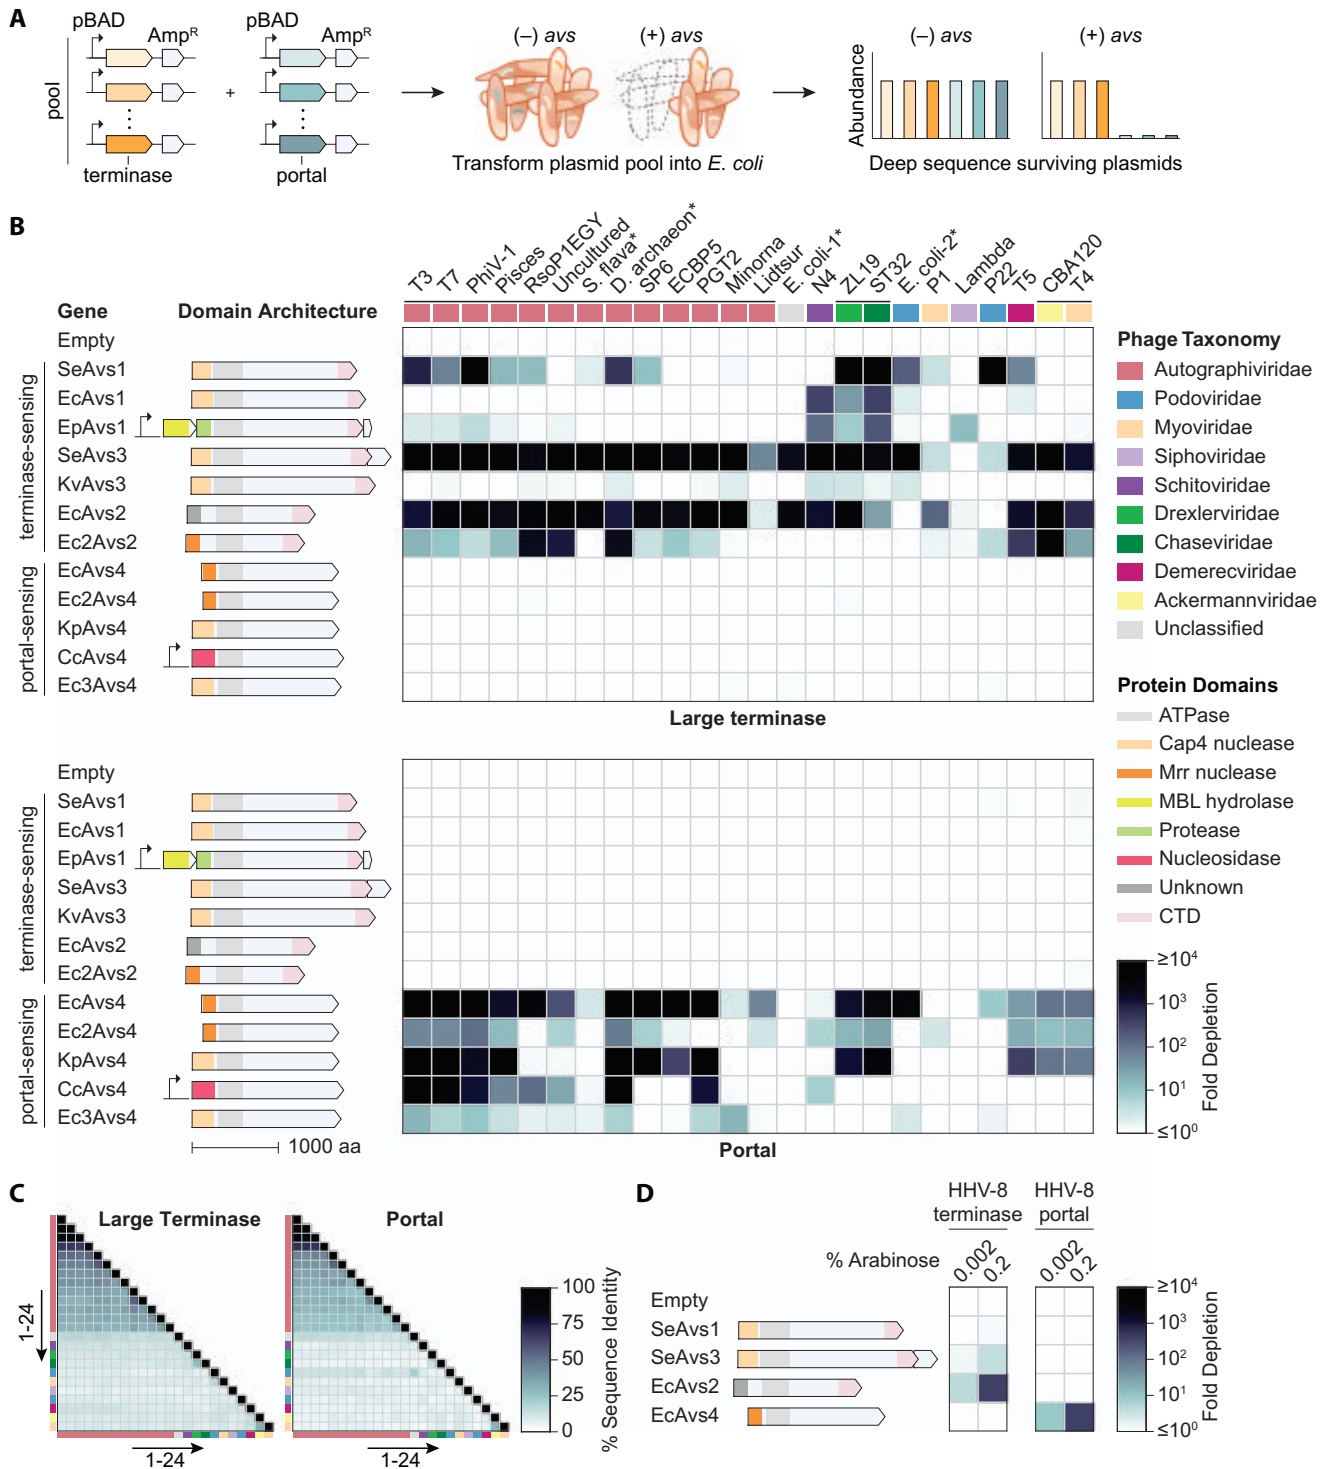 A
pBAD
Amp^R
pBAD
Amp^R
pool
+
terminase
portal
(–) avs
(+) avs
Transform plasmid pool into E. coli
Abundance
(–) avs
(+) avs
Deep sequence surviving plasmids
B
T3
T7
PhiV-1
Pisces
RsoP1EGY
Uncultured
S. flava*
D. archaeon*
SP6
ECBP5
PGT2
Minorna
Lidtsur
E. coli-1*
N4
ZL19
ST32
E. coli-2*
P1
Lambda
P22
T5
CBA120
T4
Gene
Domain Architecture
Empty
terminase-sensing
SeAvs1
EcAvs1
EpAvs1
SeAvs3
KvAvs3
EcAvs2
Ec2Avs2
portal-sensing
EcAvs4
Ec2Avs4
KpAvs4
CcAvs4
Ec3Avs4
Large terminase
Phage Taxonomy
Autographiviridae
Podoviridae
Myoviridae
Siphoviridae
Schitoviridae
Drexlerviridae
Chaseviridae
Demerecviridae
Ackermannviridae
Unclassified
Protein Domains
ATPase
Cap4 nuclease
Mrr nuclease
MBL hydrolase
Protease
Nucleosidase
Unknown
CTD
Empty
terminase-sensing
SeAvs1
EcAvs1
EpAvs1
SeAvs3
KvAvs3
EcAvs2
Ec2Avs2
portal-sensing
EcAvs4
Ec2Avs4
KpAvs4
CcAvs4
Ec3Avs4
1000 aa
Portal
≥10⁴
10³
10²
10¹
≤10⁰
Fold Depletion
C
Large Terminase
Portal
1-24
1-24
1-24
100
75
50
25
0
% Sequence Identity
D
HHV-8
terminase
HHV-8
portal
% Arabinose
0.002
0.2
0.002
0.2
Empty
SeAvs1
SeAvs3
EcAvs2
EcAvs4
≥10⁴
10³
10²
10¹
≤10⁰
Fold Depletion